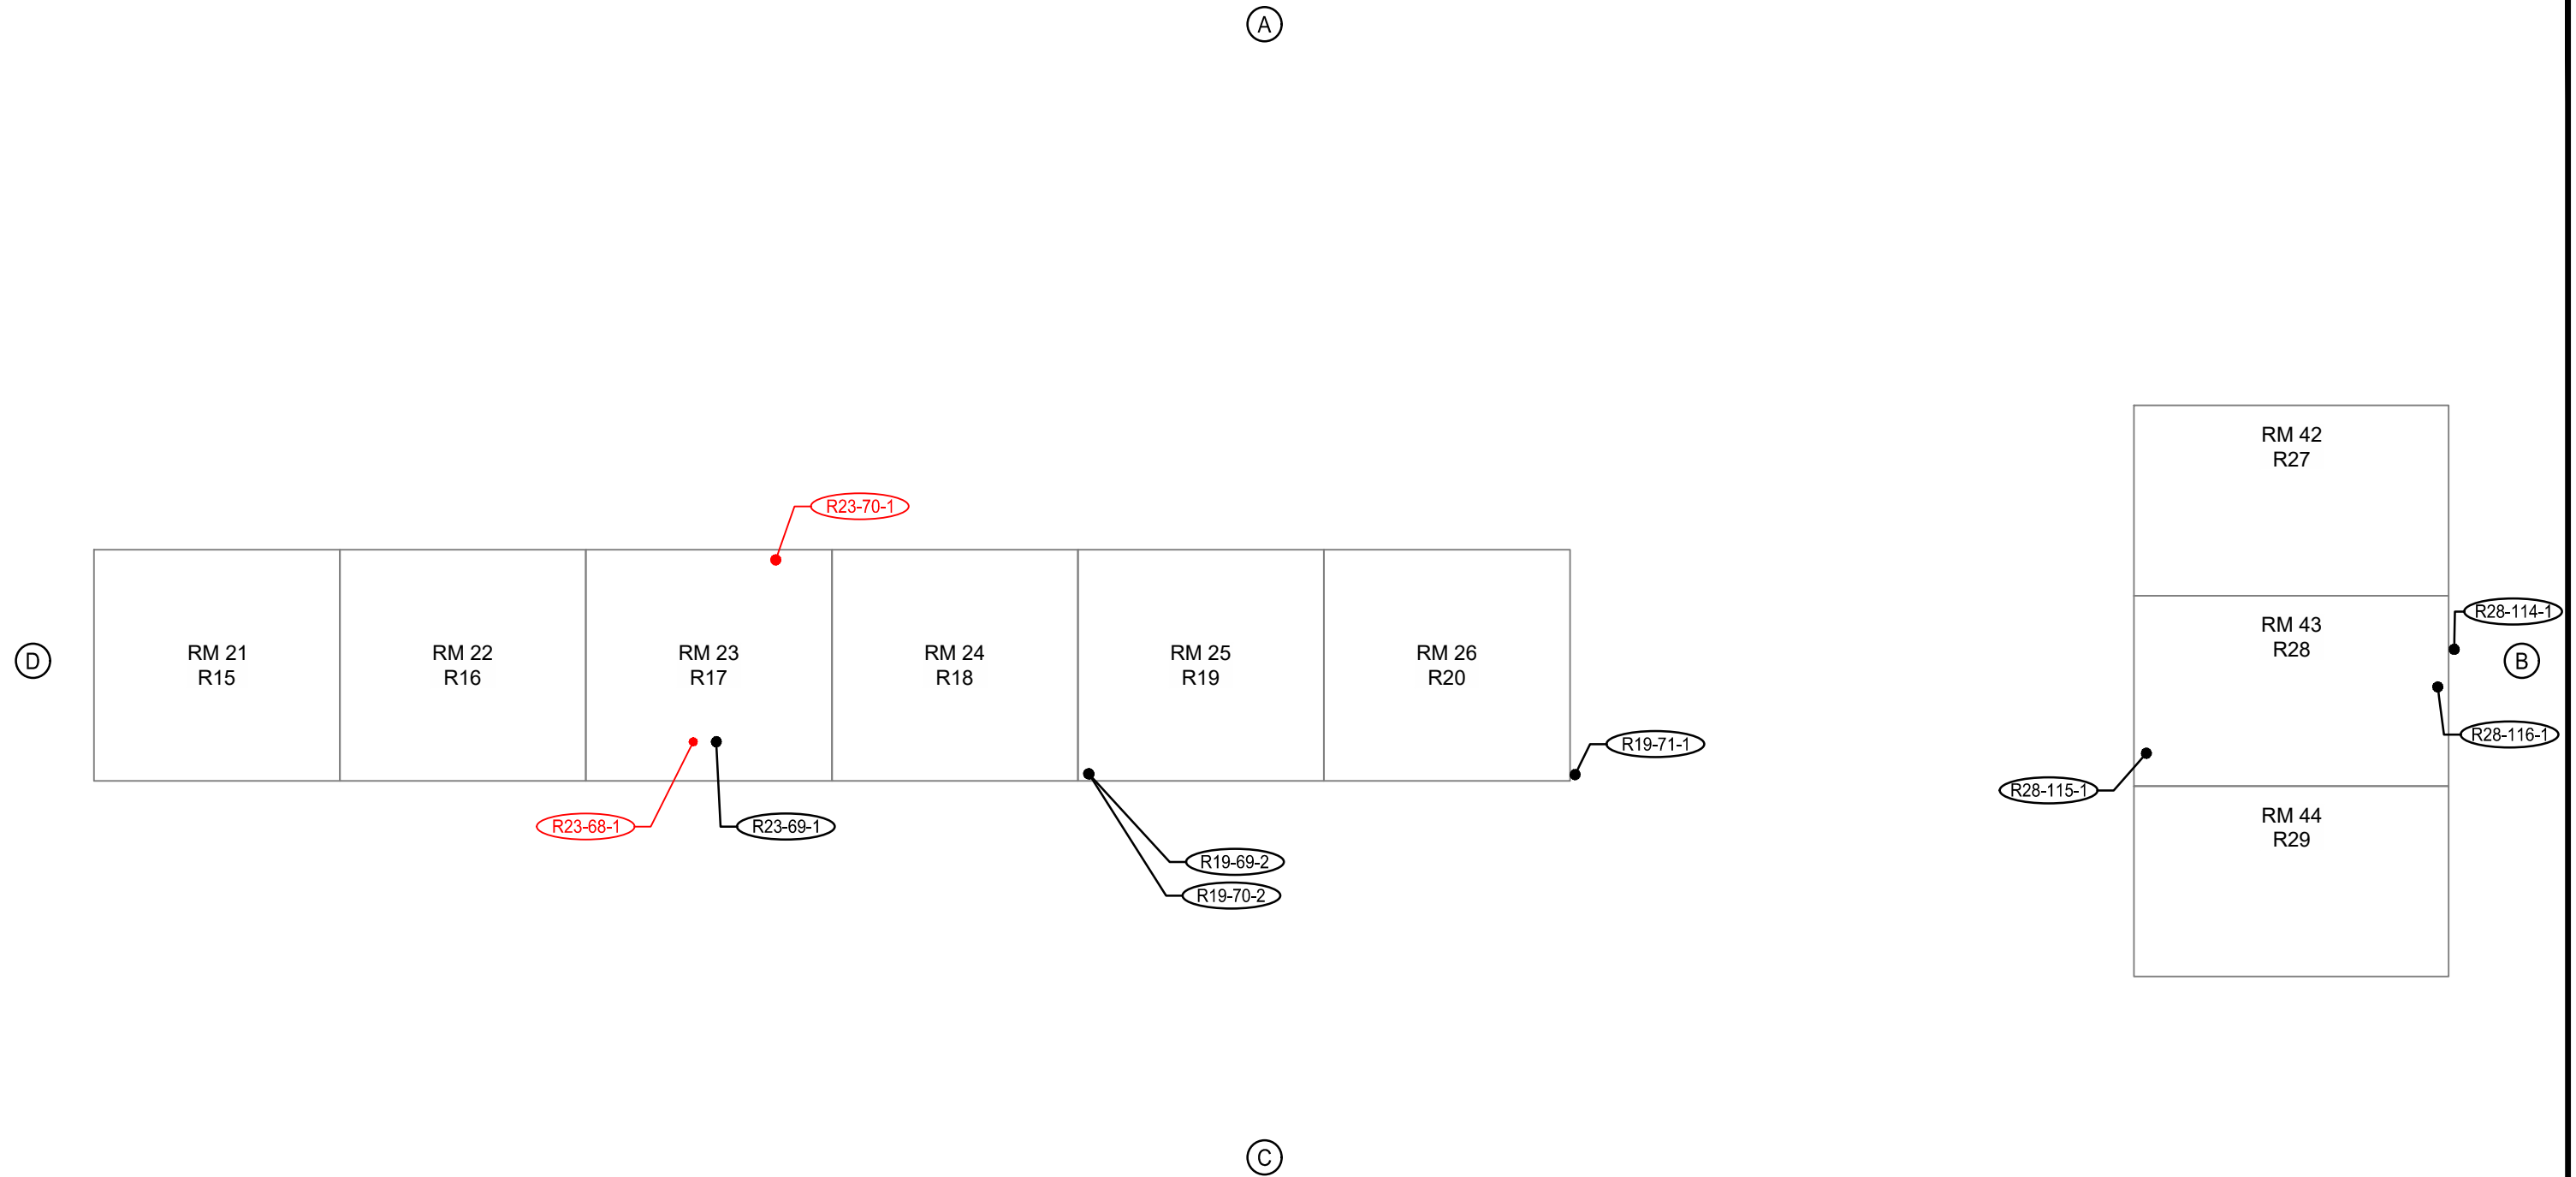 A
RM 42
R27
R23-70-1
R28-114-1
RM 43
R28
RM 21
R15
RM 22
R16
RM 23
R17
RM 24
R18
RM 25
R19
RM 26
R20
D
B
R28-116-1
R19-71-1
R28-115-1
R23-68-1
R23-69-1
RM 44
R29
R19-69-2
R19-70-2
C